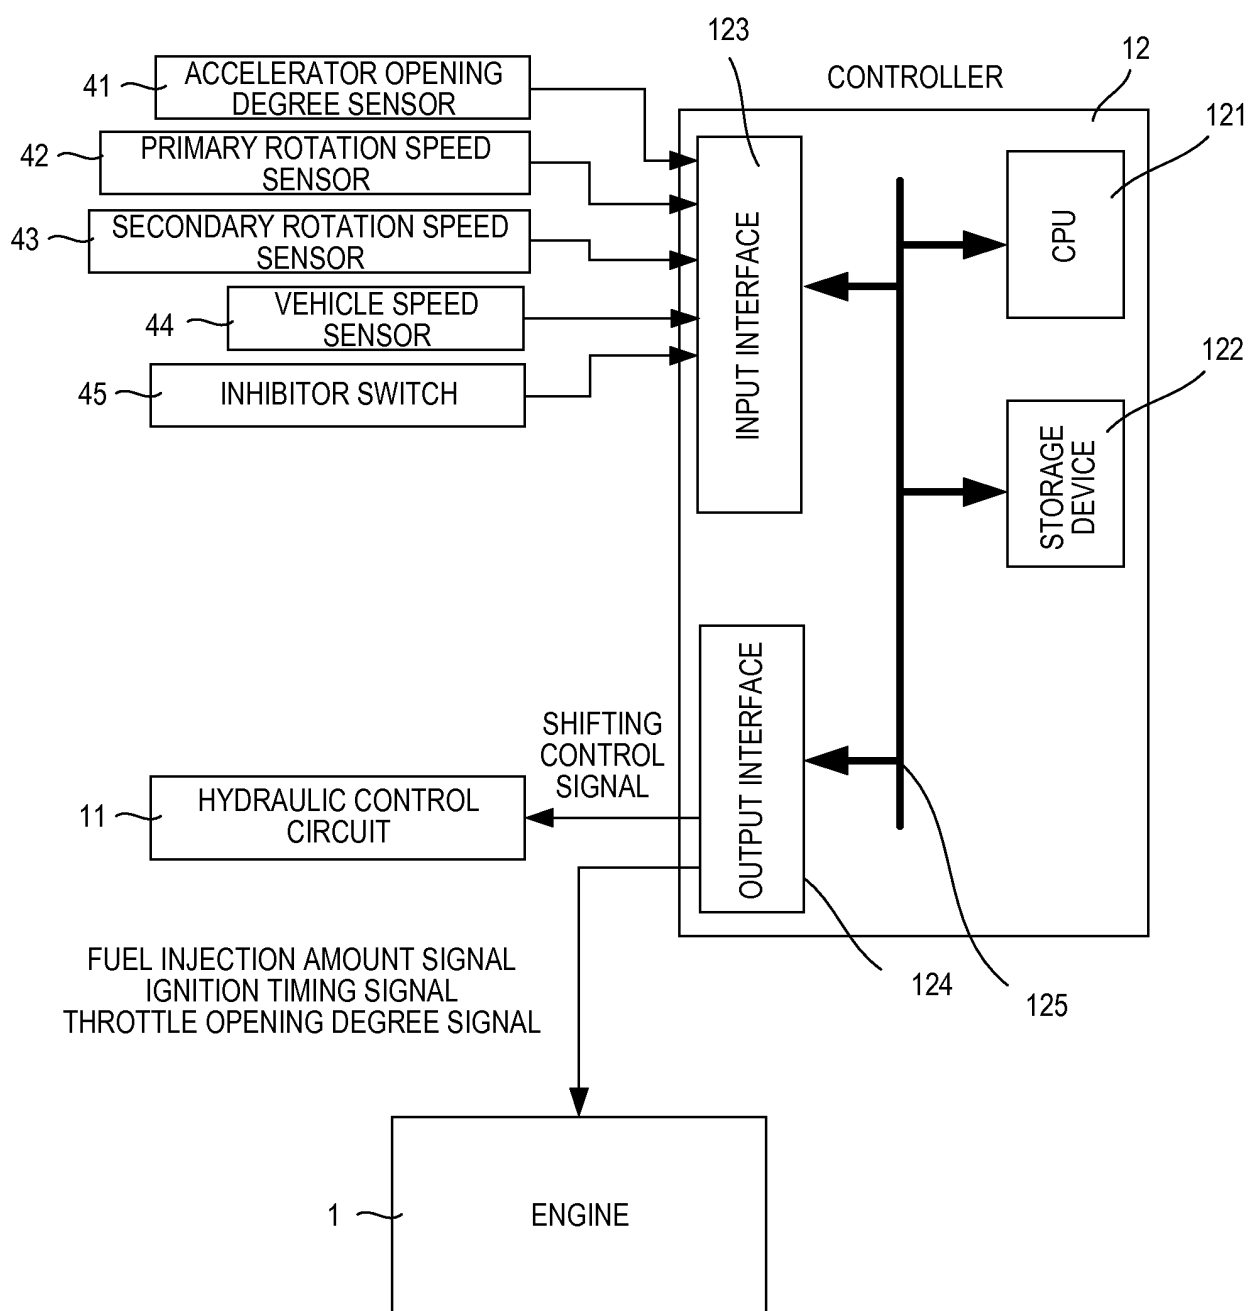 123
CONTROLLER
12
121
41
ACCELERATOR OPENING
DEGREE SENSOR
42
PRIMARY ROTATION SPEED
SENSOR
43
SECONDARY ROTATION SPEED
SENSOR
44
VEHICLE SPEED
SENSOR
45
INHIBITOR SWITCH
INPUT INTERFACE
CPU
122
STORAGE
DEVICE
SHIFTING
CONTROL
SIGNAL
OUTPUT INTERFACE
11
HYDRAULIC CONTROL
CIRCUIT
FUEL INJECTION AMOUNT SIGNAL
IGNITION TIMING SIGNAL
THROTTLE OPENING DEGREE SIGNAL
124
125
1
ENGINE